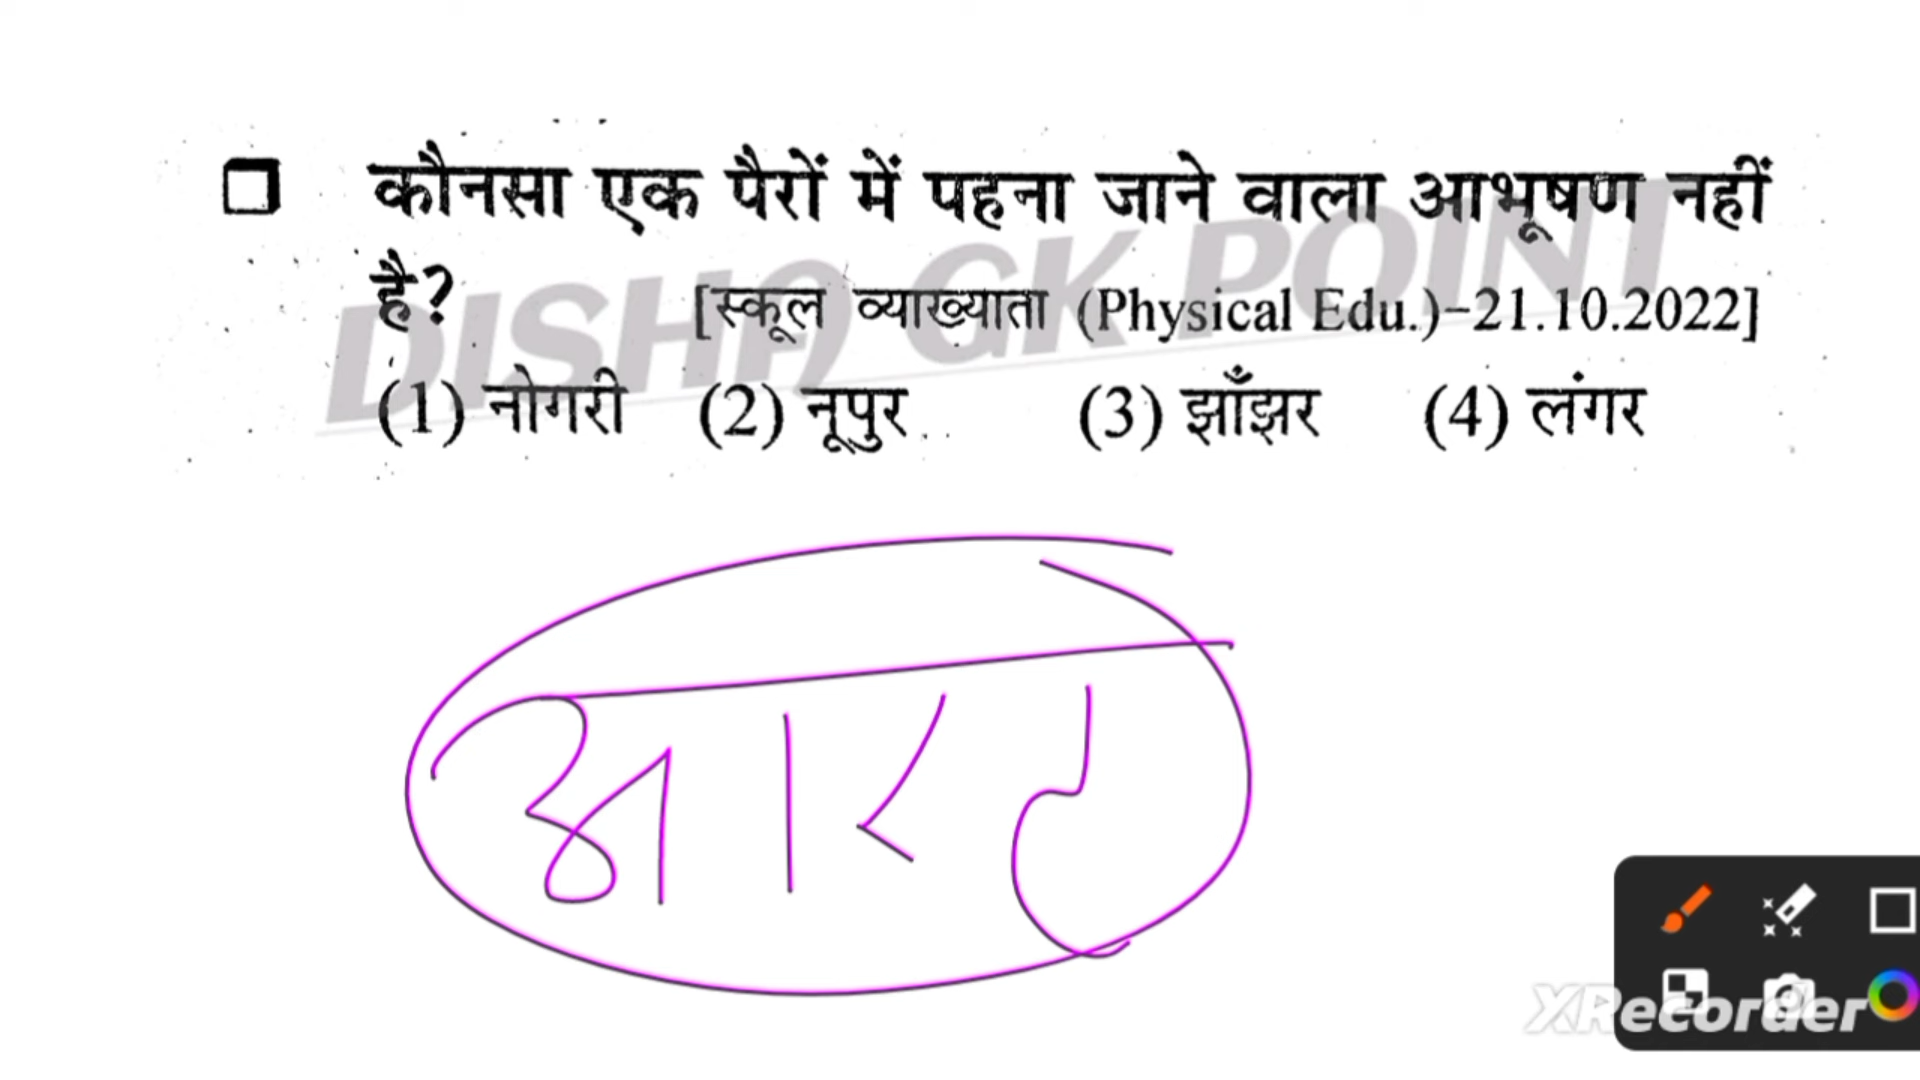 कौनसा एक पैरों में पहना जाने वाला आभूषण नहीं
है? [स्कूल व्याख्याता (Physical Edu.)–21.10.2022]
(1) नोगरी (2) नूपुर (3) झाँझर (4) लंगर
DISHA GK POINT
आरट
XRecorder